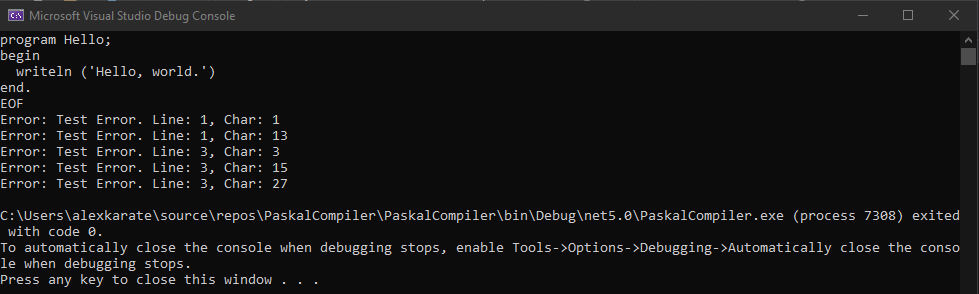 Microsoft Visual Studio Debug Console
program Hello;
begin
  writeln ('Hello, world.')
end.
EOF
Error: Test Error. Line: 1, Char: 1
Error: Test Error. Line: 1, Char: 13
Error: Test Error. Line: 3, Char: 3
Error: Test Error. Line: 3, Char: 15
Error: Test Error. Line: 3, Char: 27
C:\Users\alexkarate\source\repos\PaskalCompiler\PaskalCompiler\bin\Debug\net5.0\PaskalCompiler.exe (process 7308) exited
 with code 0.
To automatically close the console when debugging stops, enable Tools->Options->Debugging->Automatically close the conso
le when debugging stops.
Press any key to close this window . . .